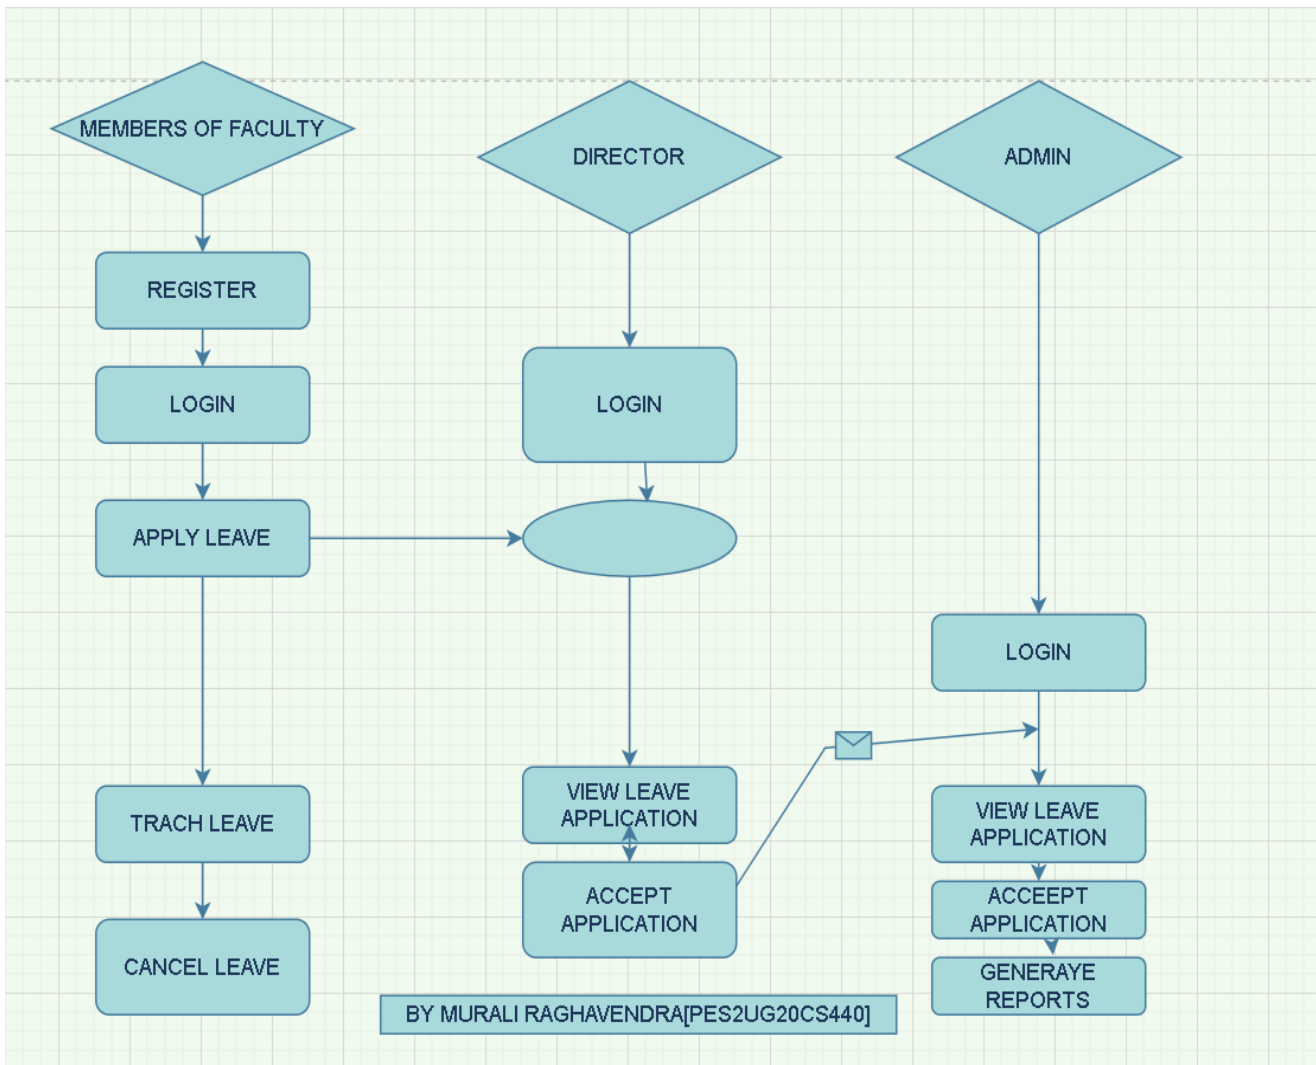 MEMBERS OF FACULTY
REGISTER
LOGIN
APPLY LEAVE
TRACH LEAVE
CANCEL LEAVE
DIRECTOR
LOGIN
VIEW LEAVE
APPLICATION
ACCEPT
APPLICATION
ADMIN
LOGIN
VIEW LEAVE
APPLICATION
ACCEEPT
APPLICATION
GENERAYE
REPORTS
BY MURALI RAGHAVENDRA[PES2UG20CS440]